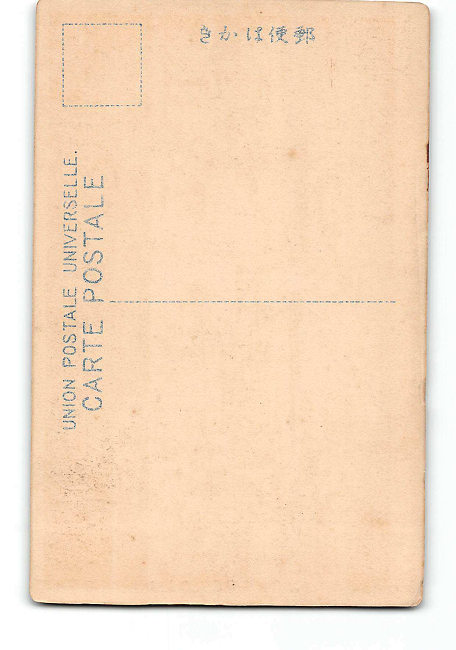 郵便はかき
UNION POSTALE UNIVERSELLE.
CARTE POSTALE